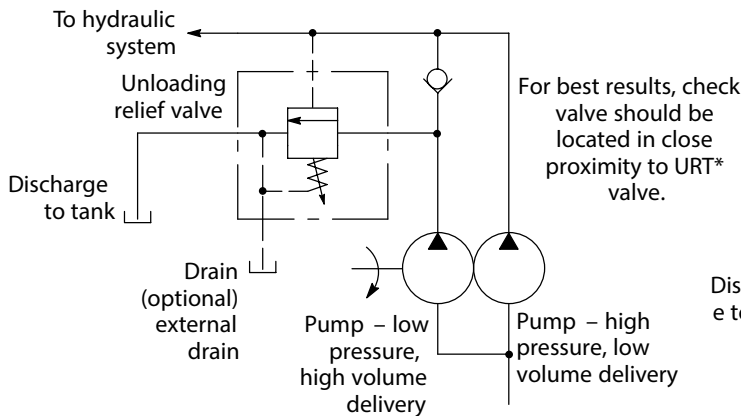 To hydraulic
system
Unloading
relief valve
For best results, check
valve should be
located in close
proximity to URT*
valve.
Discharge
to tank
Drain
(optional)
external
drain
Pump – low
pressure,
high volume
delivery
Pump – high
pressure, low
volume delivery
Dis
e to